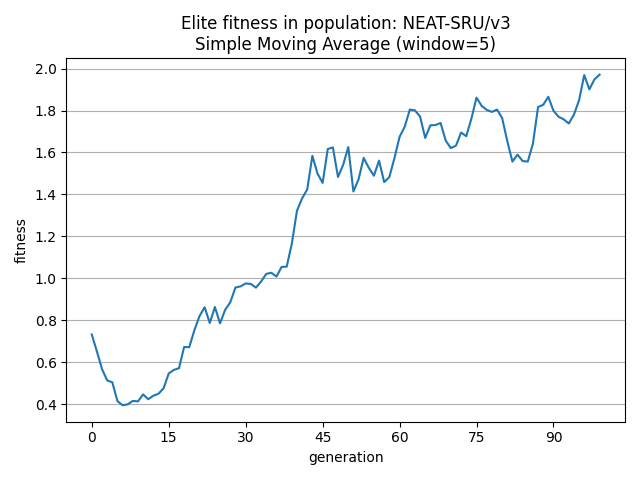 Elite fitness in population: NEAT-SRU/v3
Simple Moving Average (window=5)
2.0
1.8
1.6
1.4
1.2
1.0
0.8
0.6
0.4
fitness
0 15 30 45 60 75 90
generation